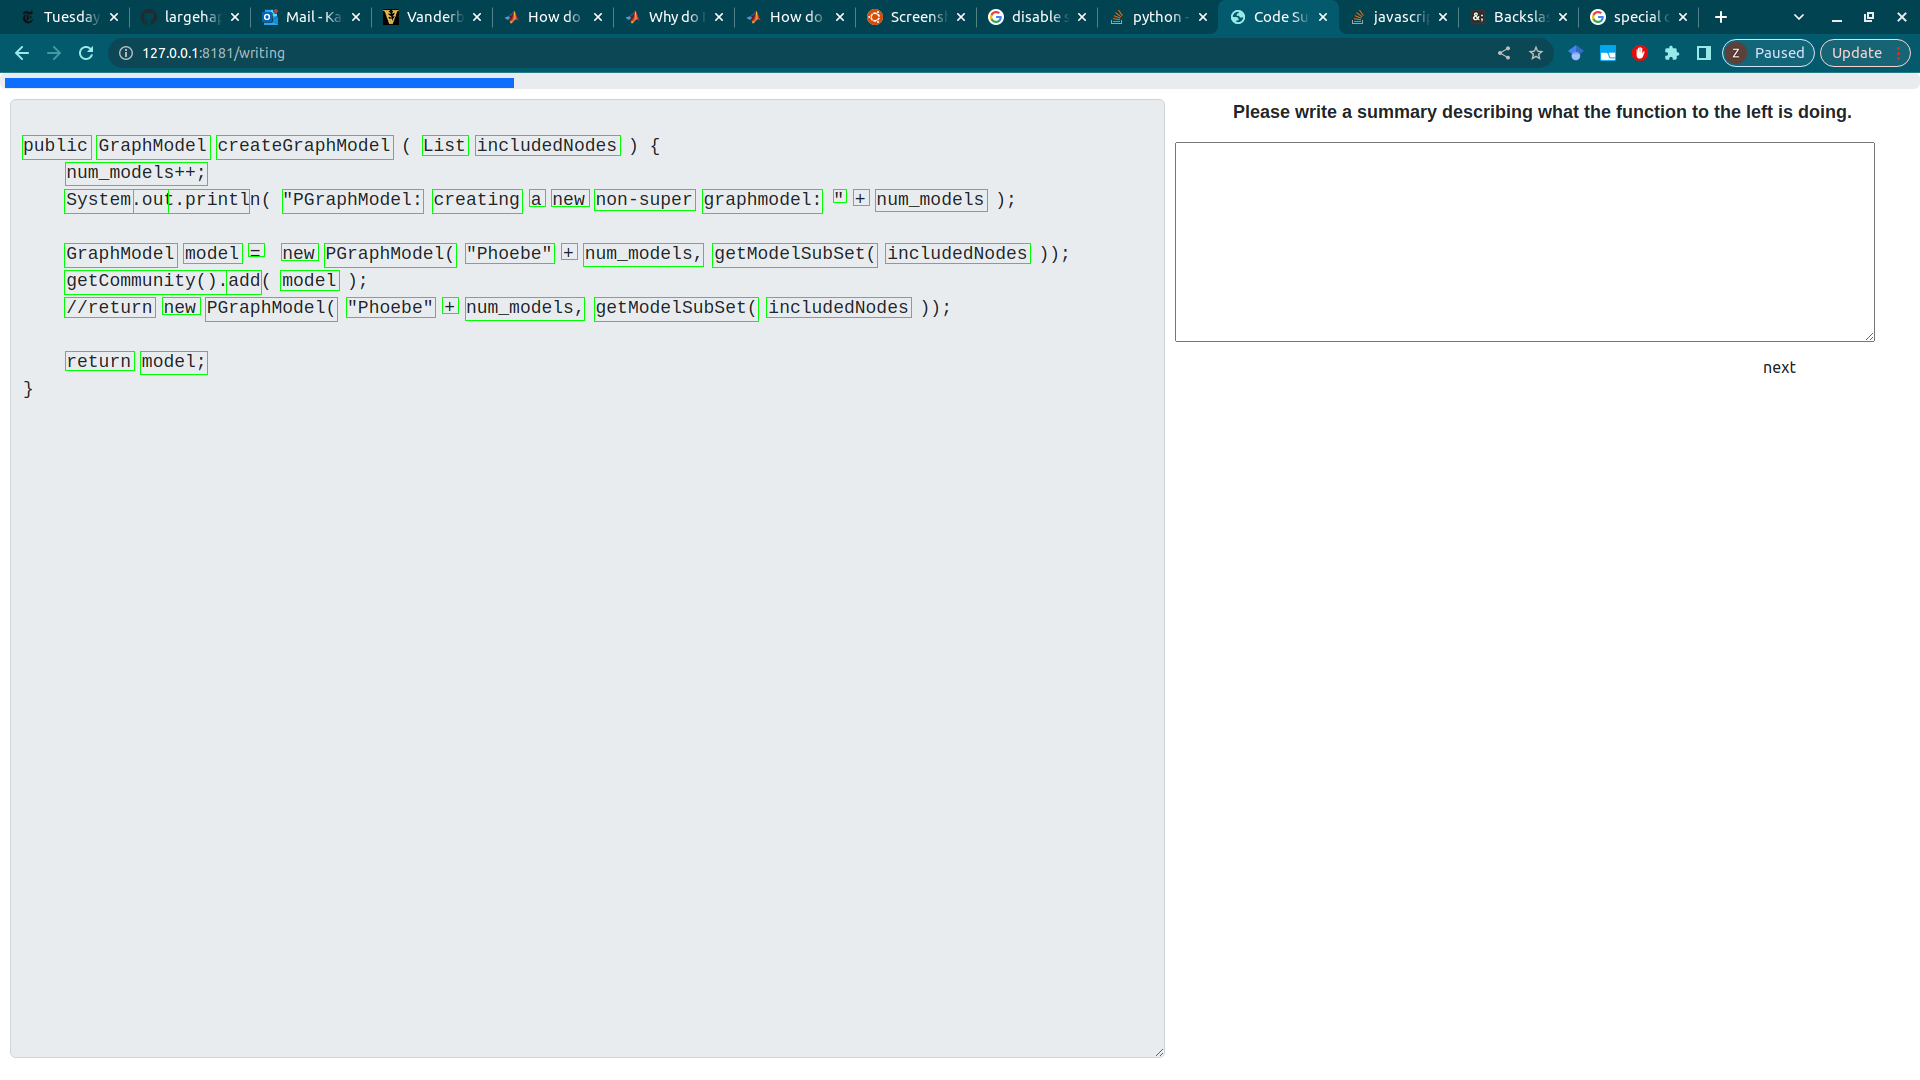 Tuesday
largehap
Mail - Ka
Vanderb
How do
Why do
How do
Screens
disable s
python -
Code Su
javascrip
Backslas
special c
127.0.0.1:8181/writing
Z Paused
Update
Please write a summary describing what the function to the left is doing.
public GraphModel createGraphModel ( List includedNodes ) {
num_models++;
System.out.println( "PGraphModel: creating a new non-super graphmodel: " + num_models );
GraphModel model = new PGraphModel( "Phoebe" + num_models, getModelSubSet( includedNodes ));
getCommunity().add( model );
//return new PGraphModel( "Phoebe" + num_models, getModelSubSet( includedNodes ));
return model;
}
next